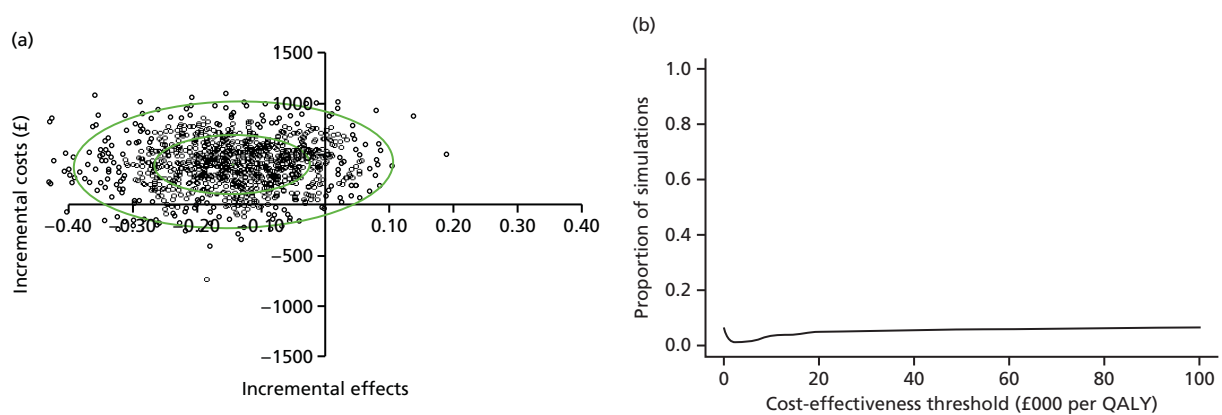 (a)
1500
1000
Incremental costs (£)
−0.40 −0.30 −0.20 −0.10 0.10 0.20 0.30 0.40
−500
−1000
−1500
Incremental effects
(b)
1.0
0.8
0.6
0.4
0.2
0.0
Proportion of simulations
0 20 40 60 80 100
Cost-effectiveness threshold (£000 per QALY)